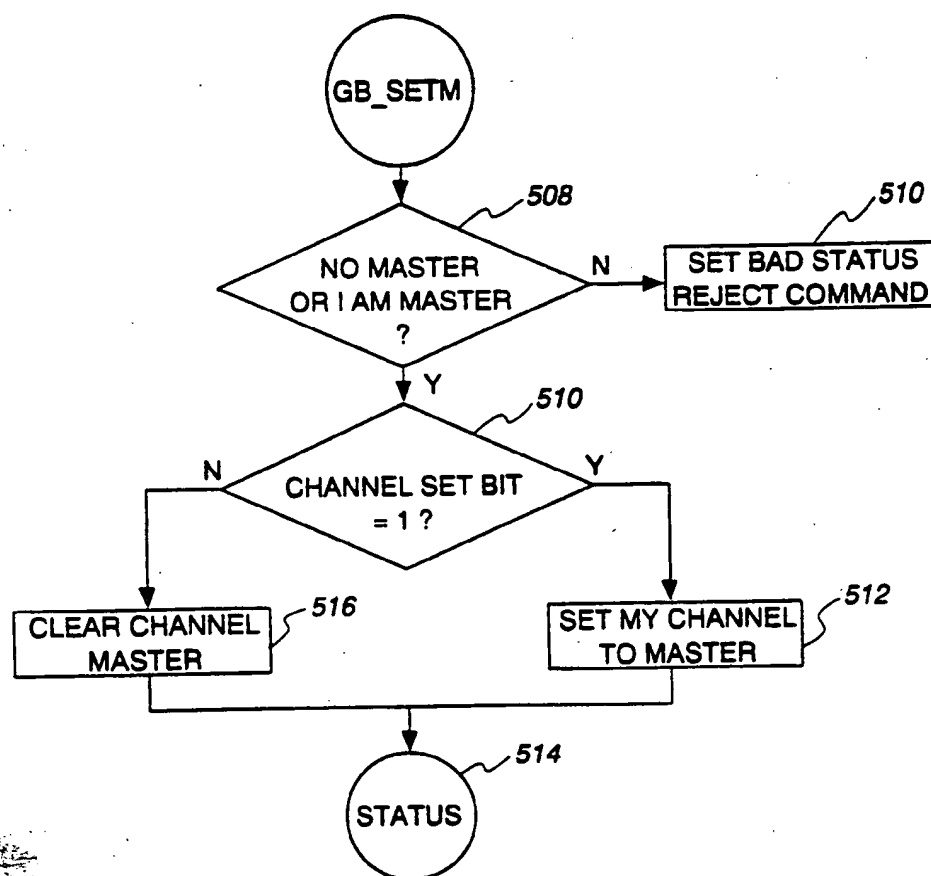 GB_SETM
508
510
NO MASTER
OR I AM MASTER
?
N
SET BAD STATUS
REJECT COMMAND
Y
510
N
Y
CHANNEL SET BIT
= 1 ?
516
512
CLEAR CHANNEL
MASTER
SET MY CHANNEL
TO MASTER
514
STATUS